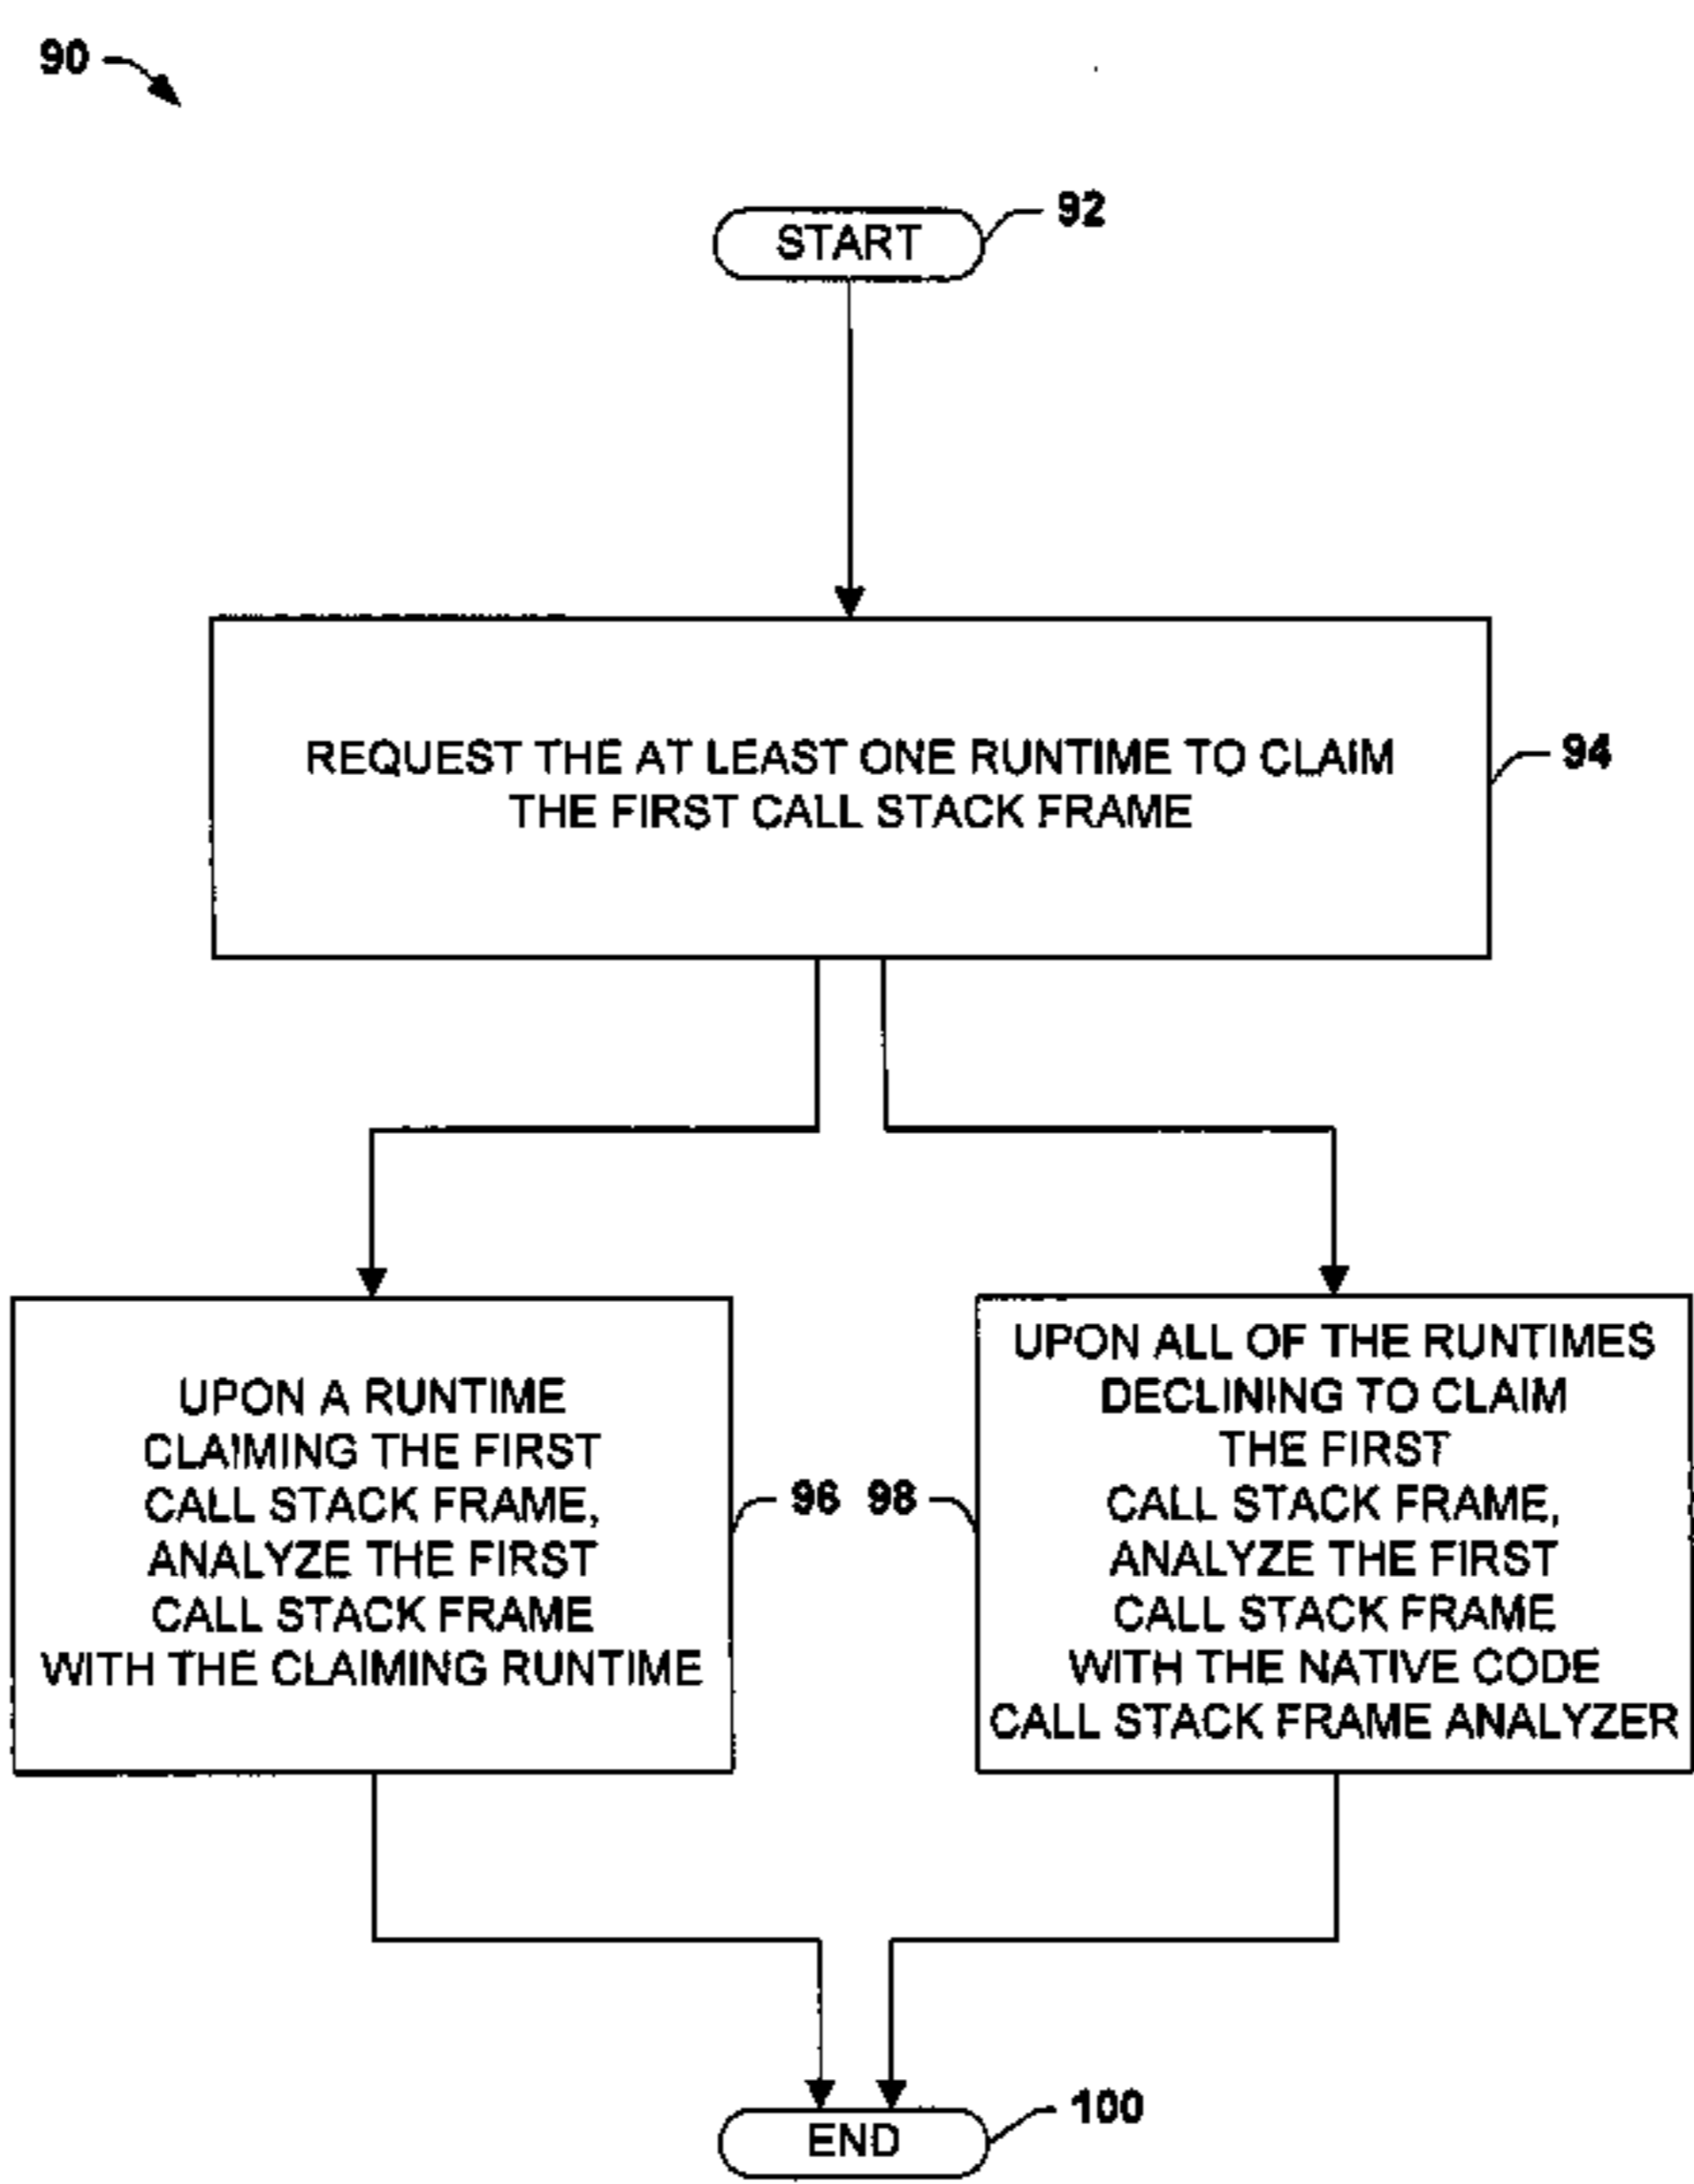 90
START
92
REQUEST THE AT LEAST ONE RUNTIME TO CLAIM
THE FIRST CALL STACK FRAME
94
UPON A RUNTIME
CLAIMING THE FIRST
CALL STACK FRAME,
ANALYZE THE FIRST
CALL STACK FRAME
WITH THE CLAIMING RUNTIME
96
98
UPON ALL OF THE RUNTIMES
DECLINING TO CLAIM
THE FIRST
CALL STACK FRAME,
ANALYZE THE FIRST
CALL STACK FRAME
WITH THE NATIVE CODE
CALL STACK FRAME ANALYZER
END
100